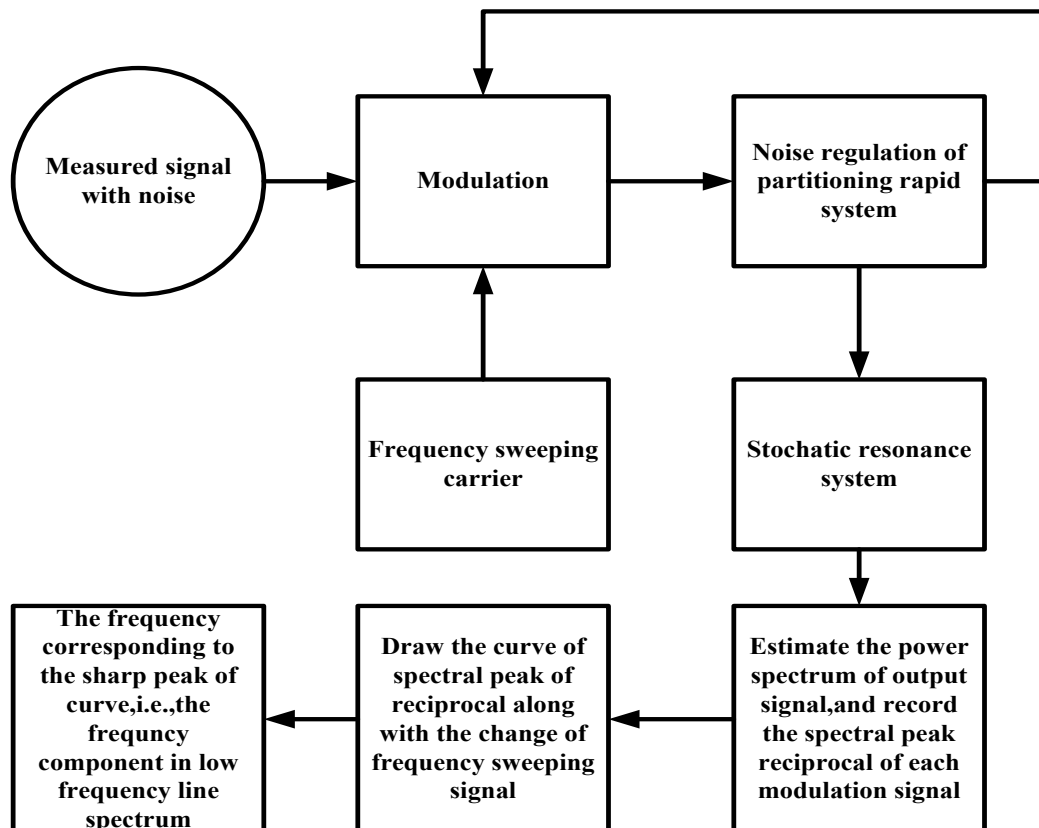 Measured signal
with noise
Modulation
Noise regulation of
partitioning rapid
system
Frequency sweeping
carrier
Stochatic resonance
system
The frequency
corresponding to
the sharp peak of
curve,i.e.,the
frequncy
component in low
frequency line
spectrum
Draw the curve of
spectral peak of
reciprocal along
with the change of
frequency sweeping
signal
Estimate the power
spectrum of output
signal,and record
the spectral peak
reciprocal of each
modulation signal